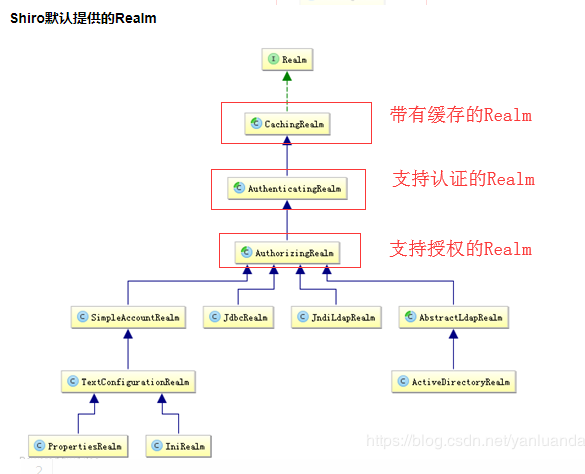 Shiro默认提供的Realm
I Realm
C CachingRealm
带有缓存的Realm
C AuthenticatingRealm
支持认证的Realm
C AuthorizingRealm
支持授权的Realm
C SimpleAccountRealm
C JdbcRealm
C JndiLdapRealm
C AbstractLdapRealm
C TextConfigurationRealm
C ActiveDirectoryRealm
C PropertiesRealm
C IniRealm
https://blog.csdn.net/yanluanda
2